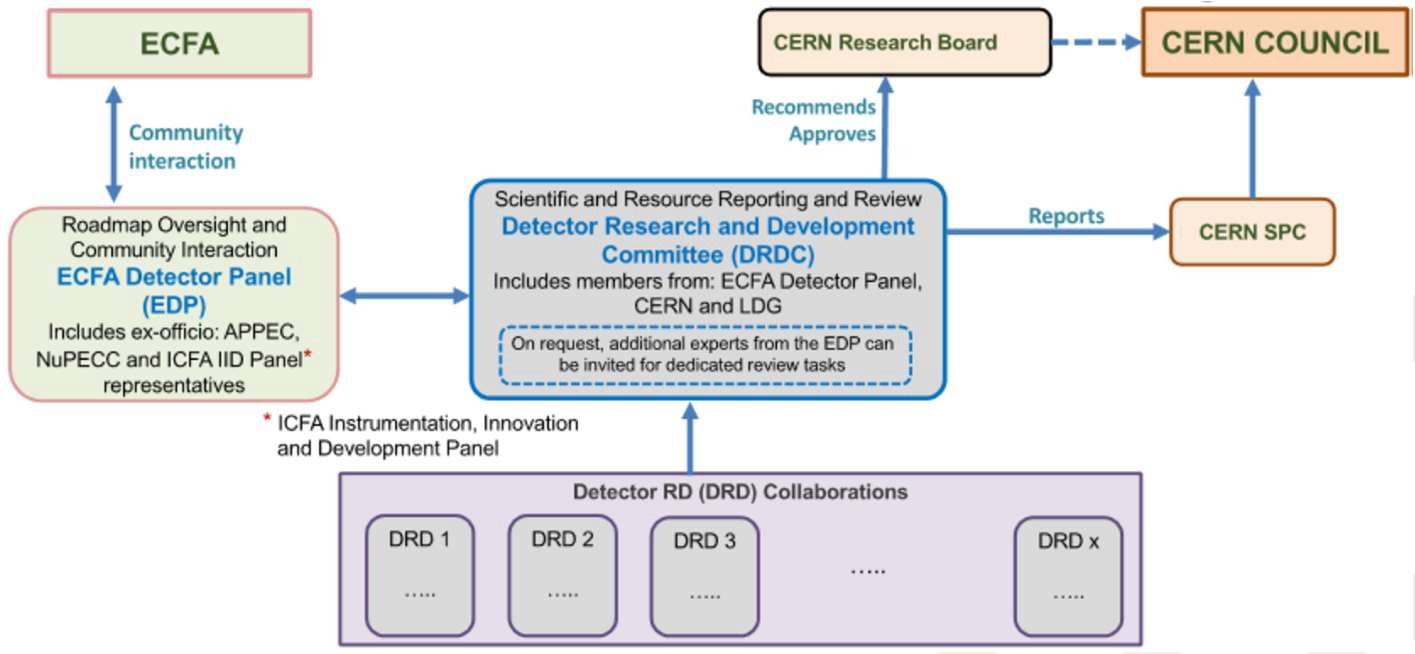 ECFA
CERN Research Board
CERN COUNCIL
Community
interaction
Recommends
Approves
Roadmap Oversight and
Community Interaction
ECFA Detector Panel
(EDP)
Includes ex-officio: APPEC,
NuPECC and ICFA IID Panel*
representatives
Scientific and Resource Reporting and Review
Detector Research and Development
Committee (DRDC)
Includes members from: ECFA Detector Panel,
CERN and LDG
On request, additional experts from the EDP can
be invited for dedicated review tasks
Reports
CERN SPC
* ICFA Instrumentation, Innovation
and Development Panel
Detector RD (DRD) Collaborations
DRD 1
.....
DRD 2
.....
DRD 3
.....
.....
DRD x
.....